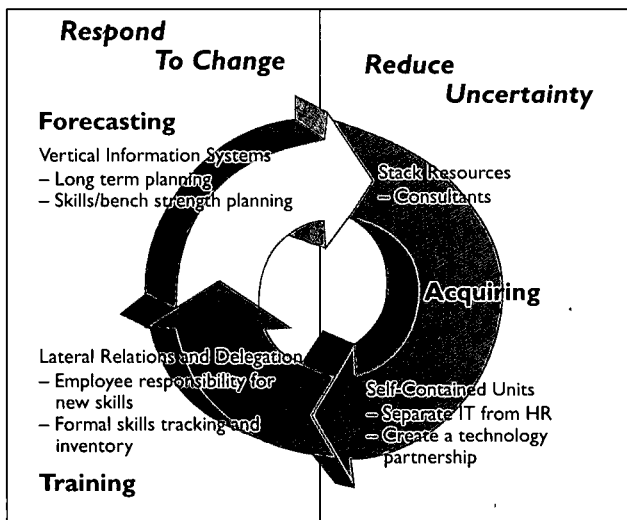 Respond
To Change
Reduce
Uncertainty
Forecasting
Vertical Information Systems
– Long term planning
– Skills/bench strength planning
Stack Resources
– Consultants
Acquiring
Lateral Relations and Delegation
– Employee responsibility for
new skills
– Formal skills tracking and
inventory
Training
Self-Contained Units
– Separate IT from HR
– Create a technology
partnership